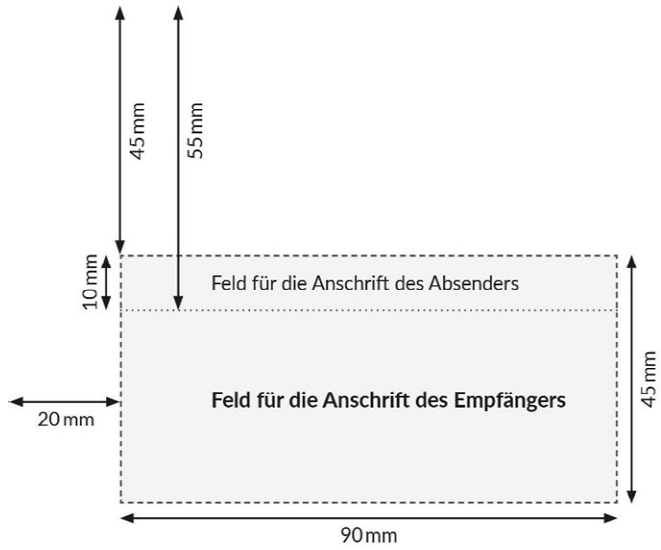 45 mm
55 mm
10 mm
Feld für die Anschrift des Absenders
Feld für die Anschrift des Empfängers
45 mm
20 mm
90 mm